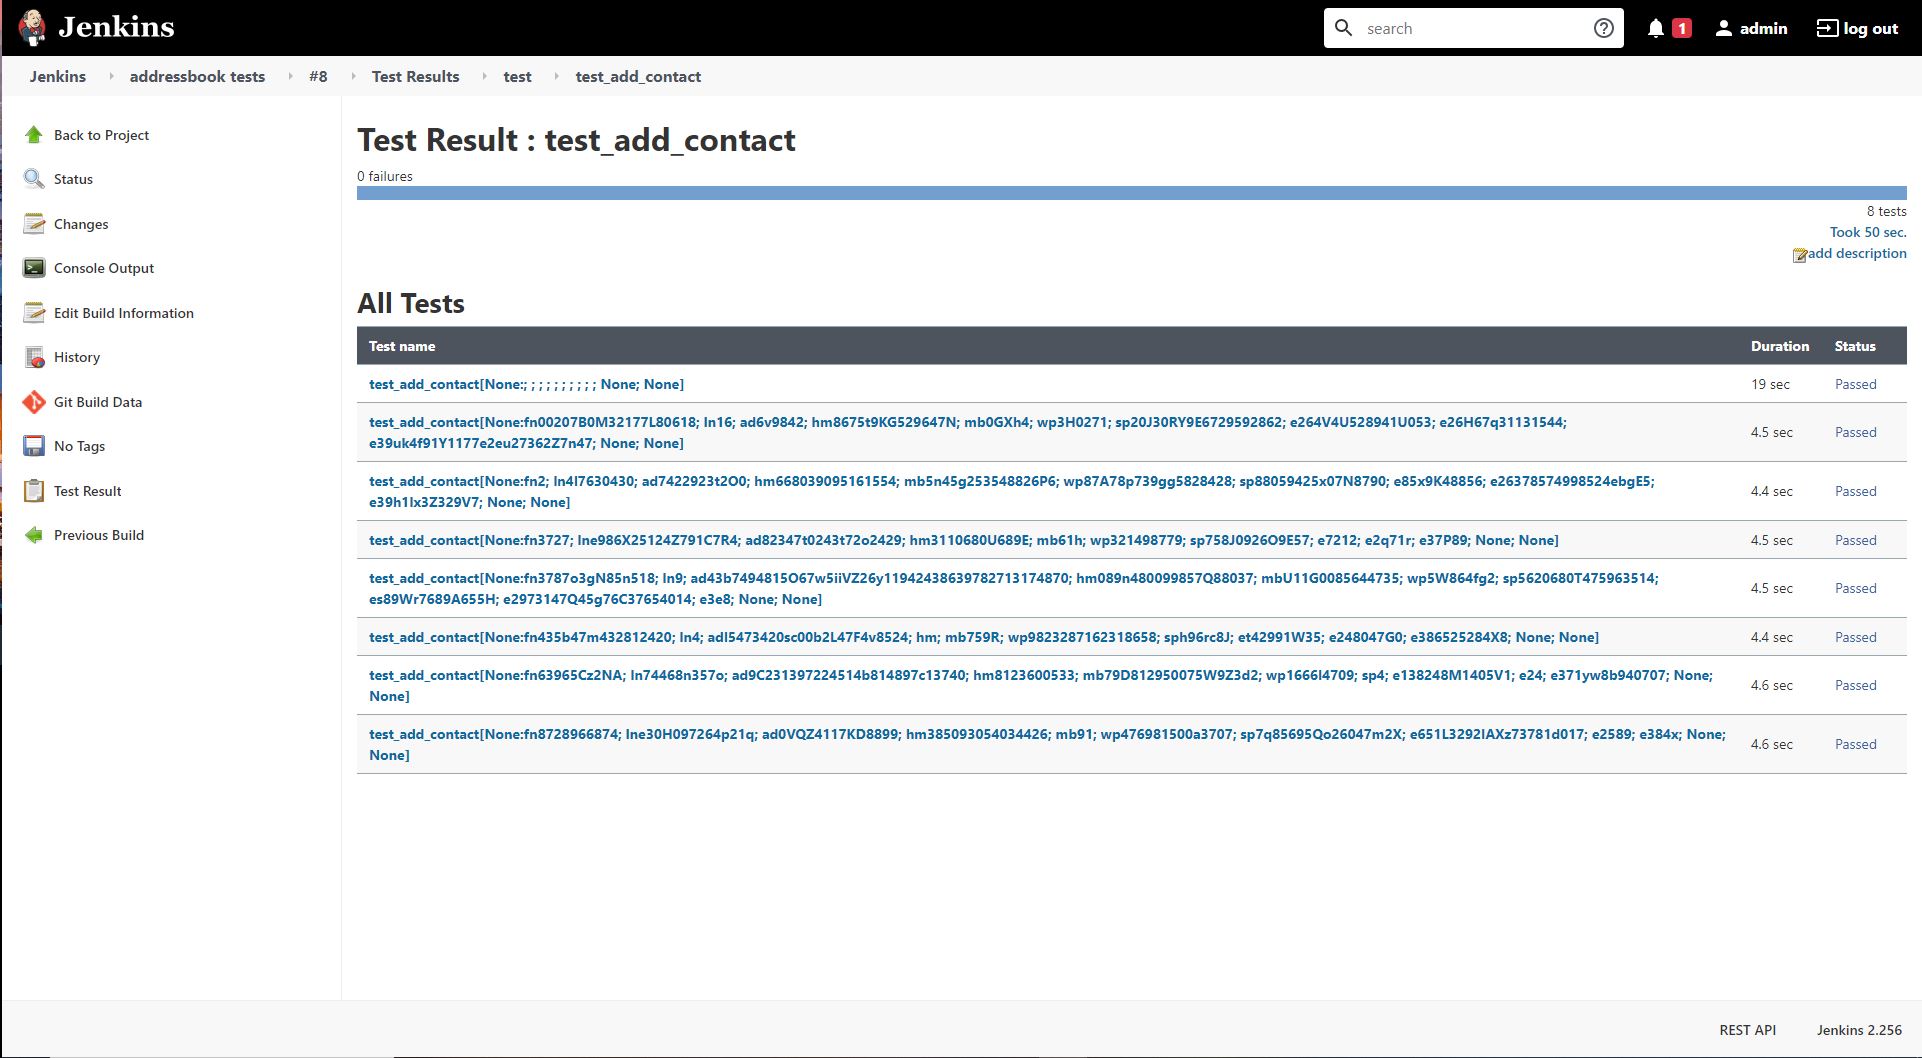 Jenkins
search
1
admin
log out
Jenkins
addressbook tests
#8
Test Results
test
test_add_contact
Back to Project
Status
Changes
Console Output
Edit Build Information
History
Git Build Data
No Tags
Test Result
Previous Build
Test Result : test_add_contact
0 failures
8 tests
Took 50 sec.
add description
All Tests
Test name Duration Status
test_add_contact[None:; ; ; ; ; ; ; ; ; ; None; None] 19 sec Passed
test_add_contact[None:fn00207B0M32177L80618; ln16; ad6v9842; hm8675t9KG529647N; mb0GXh4; wp3H0271; sp20J30RY9E6729592862; e264V4U528941U053; e26H67q31131544;
e39uk4f91Y1177e2eu27362Z7n47; None; None] 4.5 sec Passed
test_add_contact[None:fn2; ln4l7630430; ad7422923t2O0; hm668039095161554; mb5n45g253548826P6; wp87A78p739gg5828428; sp88059425x07N8790; e85x9K48856; e26378574998524ebgE5;
e39h1lx3Z329V7; None; None] 4.4 sec Passed
test_add_contact[None:fn3727; lne986X25124Z791C7R4; ad82347t0243t72o2429; hm3110680U689E; mb61h; wp321498779; sp758J0926O9E57; e7212; e2q71r; e37P89; None; None] 4.5 sec Passed
test_add_contact[None:fn3787o3gN85n518; ln9; ad43b7494815O67w5iiVZ26y11942438639782713174870; hm089n480099857Q88037; mbU11G0085644735; wp5W864fg2; sp5620680T475963514;
es89Wr7689A655H; e2973147Q45g76C37654014; e3e8; None; None] 4.5 sec Passed
test_add_contact[None:fn435b47m432812420; ln4; adl5473420sc00b2L47F4v8524; hm; mb759R; wp9823287162318658; sph96rc8J; et42991W35; e248047G0; e386525284X8; None; None] 4.4 sec Passed
test_add_contact[None:fn63965Cz2NA; ln74468n357o; ad9C231397224514b814897c13740; hm8123600533; mb79D812950075W9Z3d2; wp1666I4709; sp4; e138248M1405V1; e24; e371yw8b940707; None;
None] 4.6 sec Passed
test_add_contact[None:fn8728966874; lne30H097264p21q; ad0VQZ4117KD8899; hm385093054034426; mb91; wp476981500a3707; sp7q85695Qo26047m2X; e651L3292IAXz73781d017; e2589; e384x; None;
None] 4.6 sec Passed
REST API
Jenkins 2.256